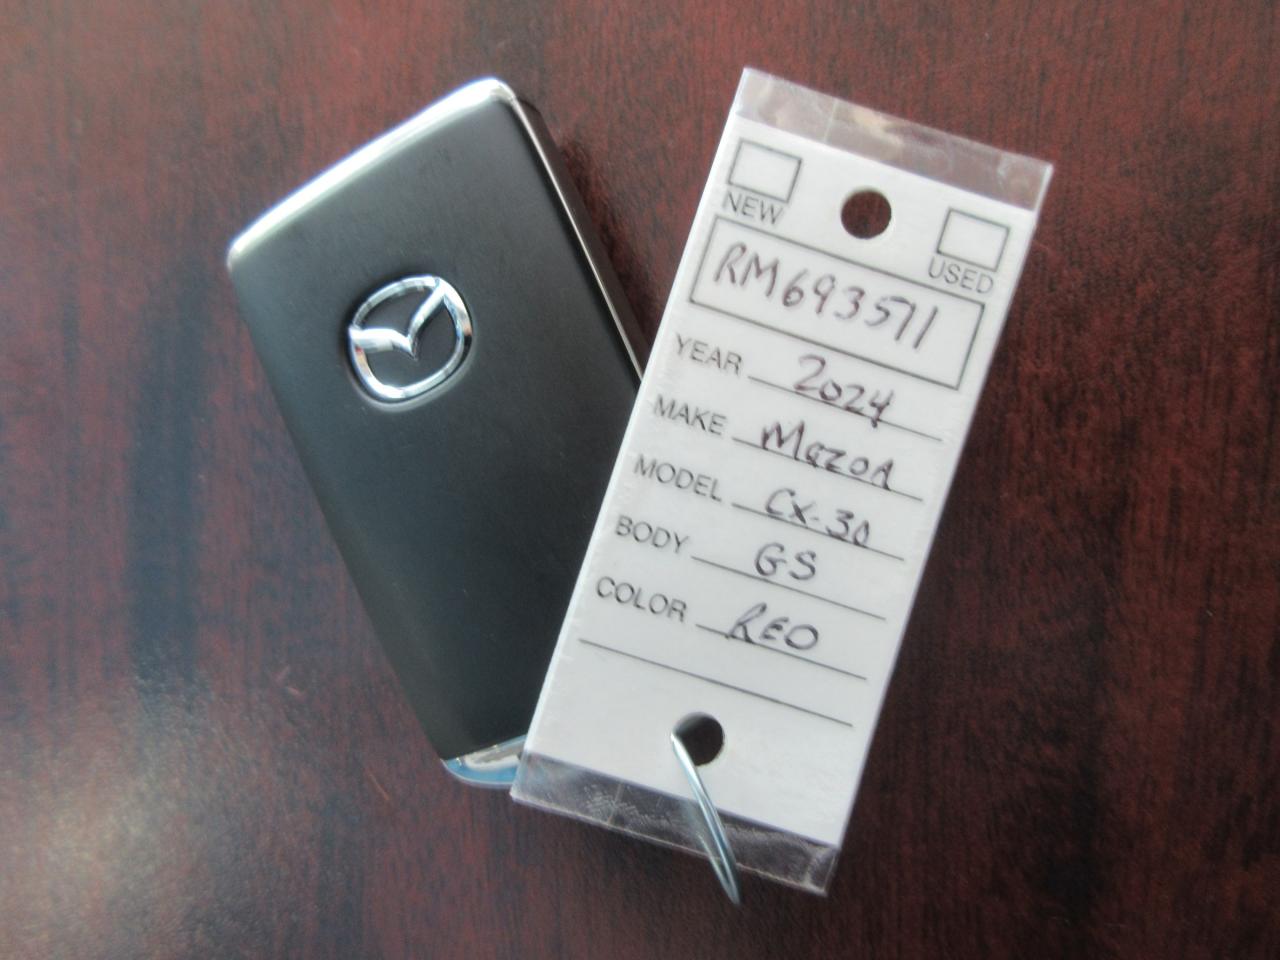 NEW
USED
RM693571
YEAR 2024
MAKE MazdA
MODEL CX-30
BODY GS
COLOR RED